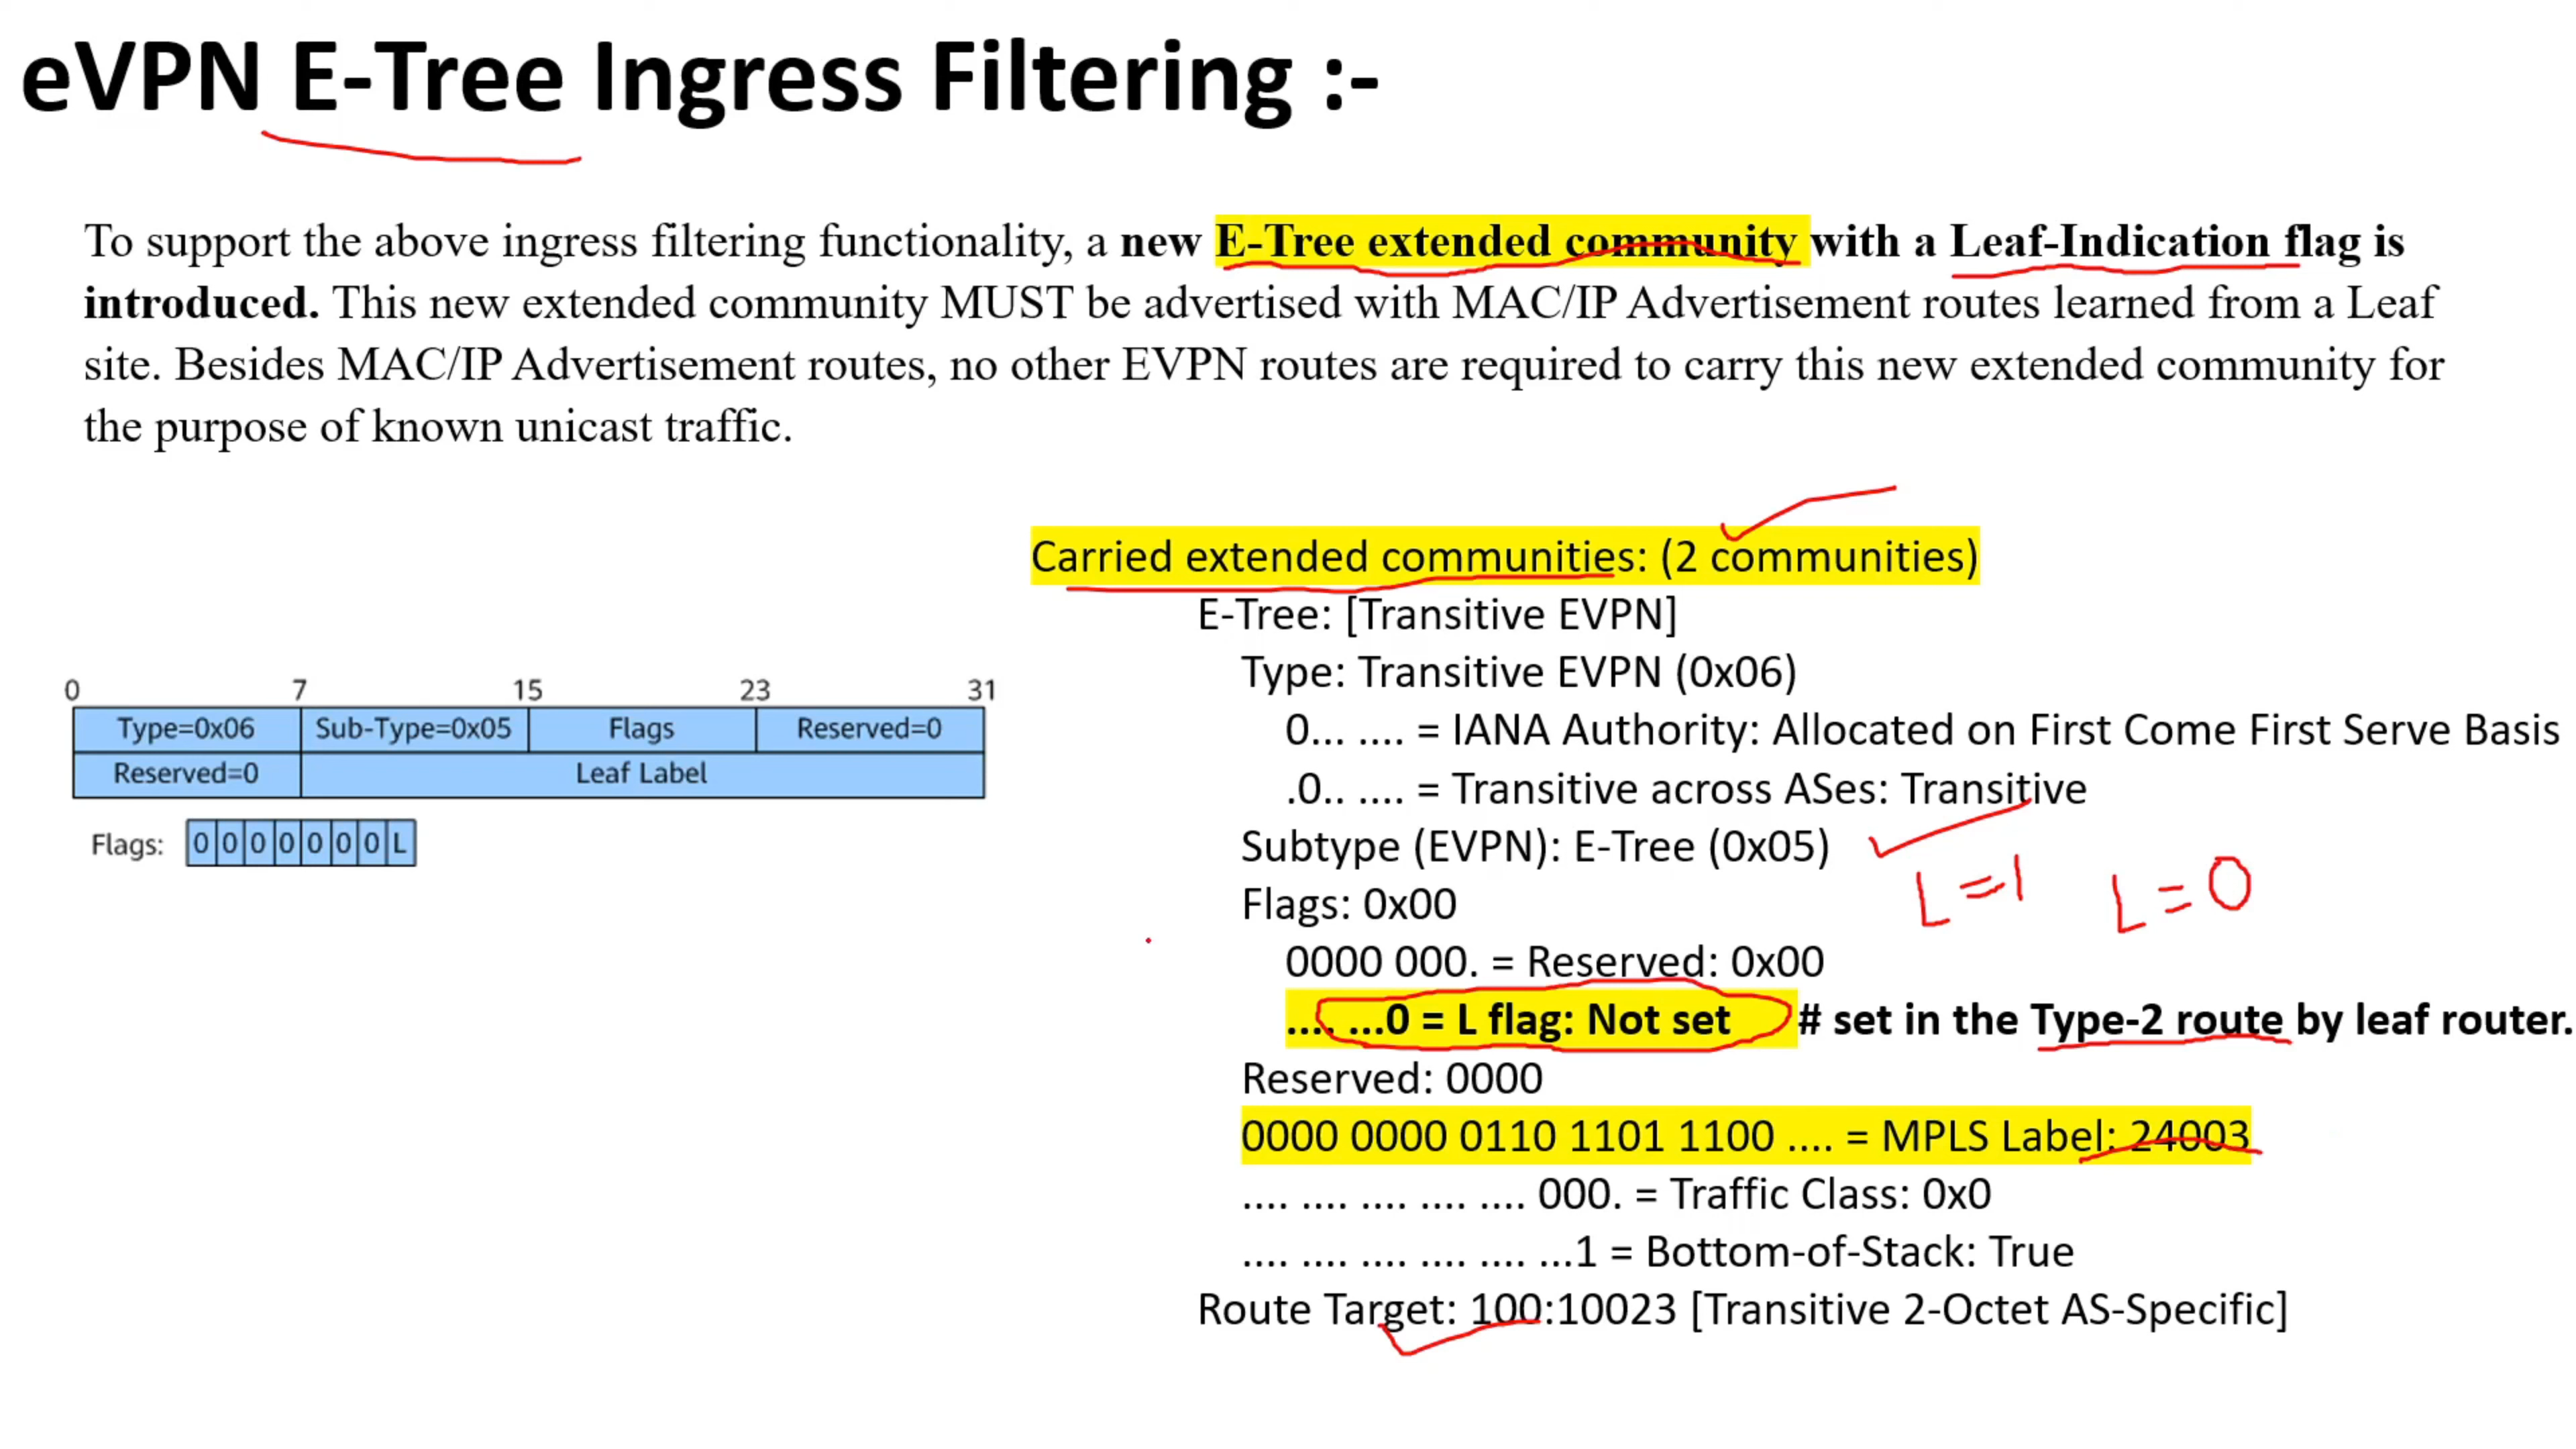 eVPN E-Tree Ingress Filtering :-
To support the above ingress filtering functionality, a new E-Tree extended community with a Leaf-Indication flag is
introduced. This new extended community MUST be advertised with MAC/IP Advertisement routes learned from a Leaf
site. Besides MAC/IP Advertisement routes, no other EVPN routes are required to carry this new extended community for
the purpose of known unicast traffic.
0 7 15 23 31
Type=0x06 Sub-Type=0x05 Flags Reserved=0
Reserved=0 Leaf Label
Flags: 0 0 0 0 0 0 0 L
Carried extended communities: (2 communities)
E-Tree: [Transitive EVPN]
Type: Transitive EVPN (0x06)
0... .... = IANA Authority: Allocated on First Come First Serve Basis
.0.. .... = Transitive across ASes: Transitive
Subtype (EVPN): E-Tree (0x05)
L=1 L=0
Flags: 0x00
0000 000. = Reserved: 0x00
.... ...0 = L flag: Not set # set in the Type-2 route by leaf router.
Reserved: 0000
0000 0000 0110 1101 1100 .... = MPLS Label: 24003
.... .... .... .... .... 000. = Traffic Class: 0x0
.... .... .... .... .... ...1 = Bottom-of-Stack: True
Route Target: 100:10023 [Transitive 2-Octet AS-Specific]